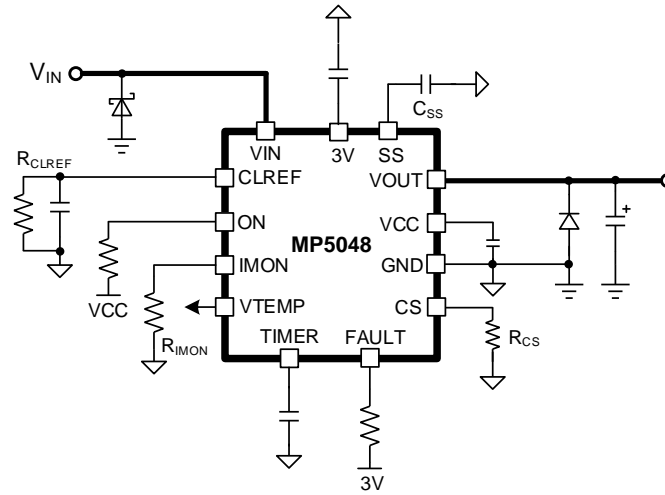 VIN
CSS
VIN
3V
SS
RCLREF
CLREF
VOUT
ON
VCC
MP5048
IMON
GND
VCC
VTEMP
CS
RIMON
TIMER
FAULT
RCS
3V